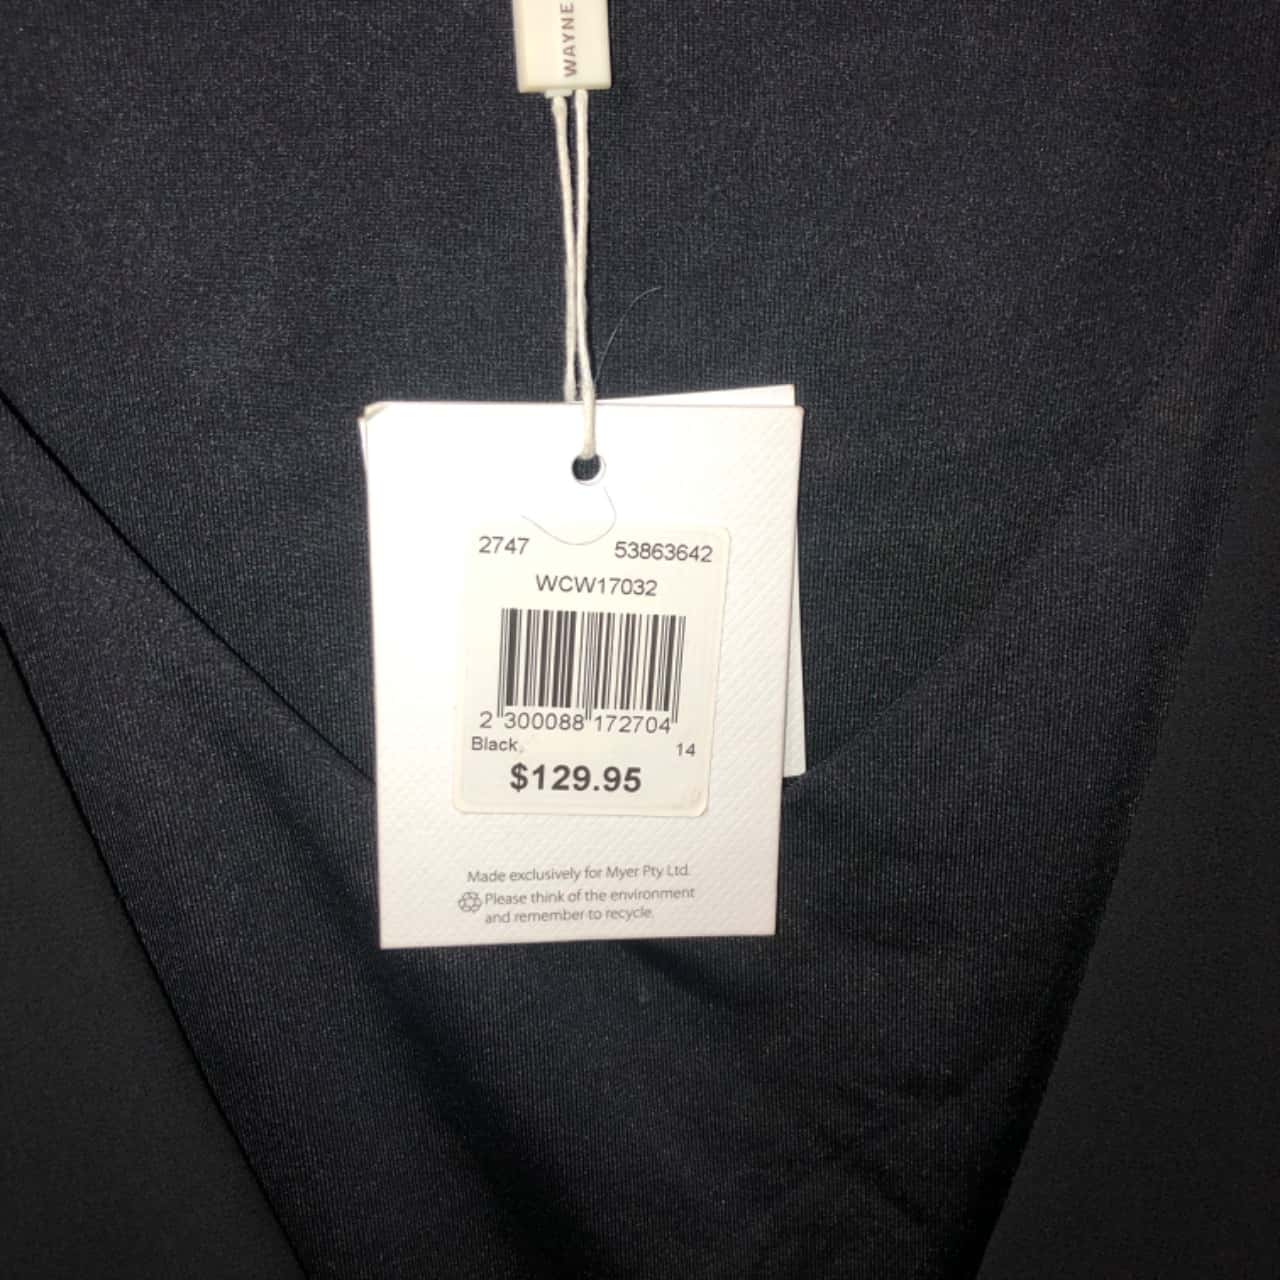 WAYNE
2747 53863642
WCW17032
2 300088 172704
Black
14
$129.95
Made exclusively for Myer Pty Ltd.
Please think of the environment
and remember to recycle.